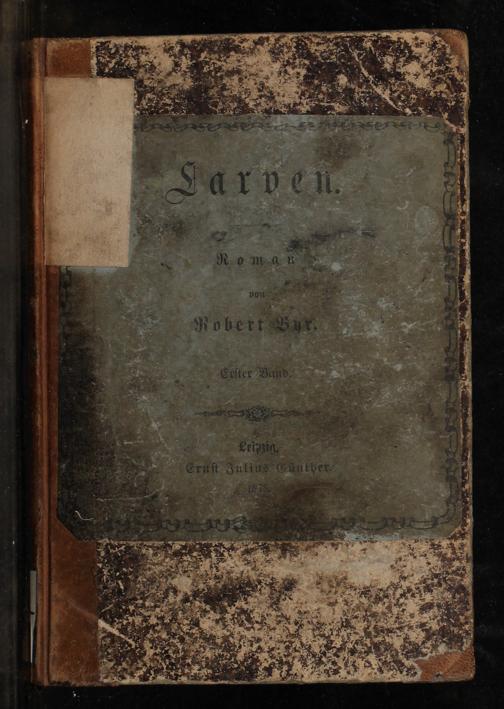 Larven.
Roman
von
Robert Byr.
Erster Band.
Leipzig,
Ernst Julius Günther.